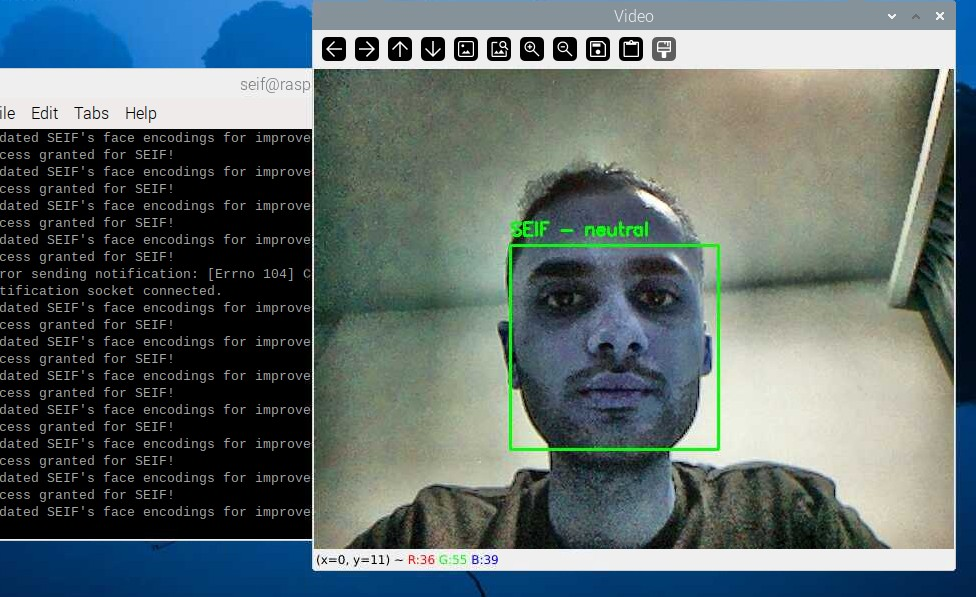 Video
seif@rasp
ile Edit Tabs Help
dated SEIF's face encodings for improve
cess granted for SEIF!
dated SEIF's face encodings for improve
cess granted for SEIF!
dated SEIF's face encodings for improve
cess granted for SEIF!
dated SEIF's face encodings for improve
cess granted for SEIF!
ror sending notification: [Errno 104] C
tification socket connected.
dated SEIF's face encodings for improve
cess granted for SEIF!
dated SEIF's face encodings for improve
cess granted for SEIF!
dated SEIF's face encodings for improve
cess granted for SEIF!
dated SEIF's face encodings for improve
cess granted for SEIF!
dated SEIF's face encodings for improve
cess granted for SEIF!
dated SEIF's face encodings for improve
cess granted for SEIF!
dated SEIF's face encodings for improve
SEIF - neutral
(x=0, y=11) ~ R:36 G:55 B:39